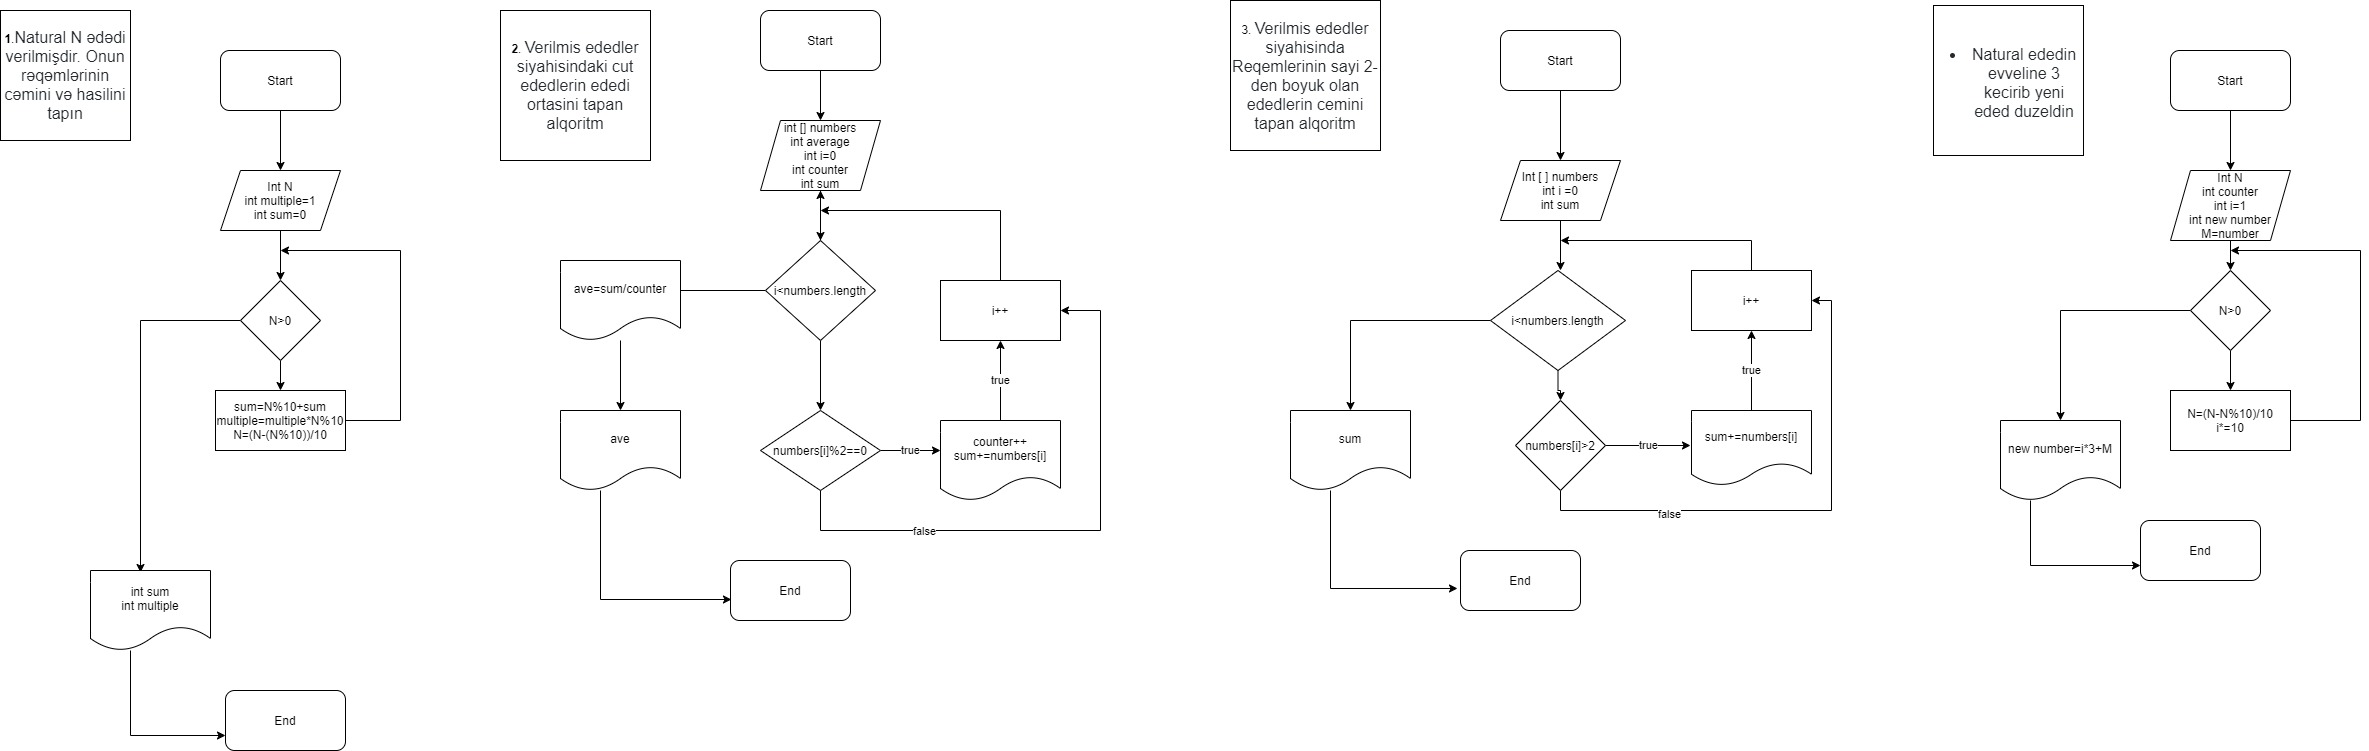 1.Natural N ədədi
verilmişdir. Onun
rəqəmlərinin
cəmini və hasilini
tapın
Start
Int N
int multiple=1
int sum=0
N>0
sum=N%10+sum
multiple=multiple*N%10
N=(N-(N%10))/10
int sum
int multiple
End
2. Verilmis ededler
siyahisindaki cut
ededlerin ededi
ortasini tapan
alqoritm
Start
int [] numbers
int average
int i=0
int counter
int sum
i<numbers.length
ave=sum/counter
i++
true
ave
numbers[i]%2==0
true
counter++
sum+=numbers[i]
false
End
3. Verilmis ededler
siyahisinda
Reqemlerinin sayi 2-
den boyuk olan
ededlerin cemini
tapan alqoritm
Start
Int [ ] numbers
int i =0
int sum
i<numbers.length
i++
true
sum
numbers[i]>2
true
sum+=numbers[i]
false
End
• Natural ededin
evveline 3
kecirib yeni
eded duzeldin
Start
Int N
int counter
int i=1
int new number
M=number
N>0
N=(N-N%10)/10
i*=10
new number=i*3+M
End